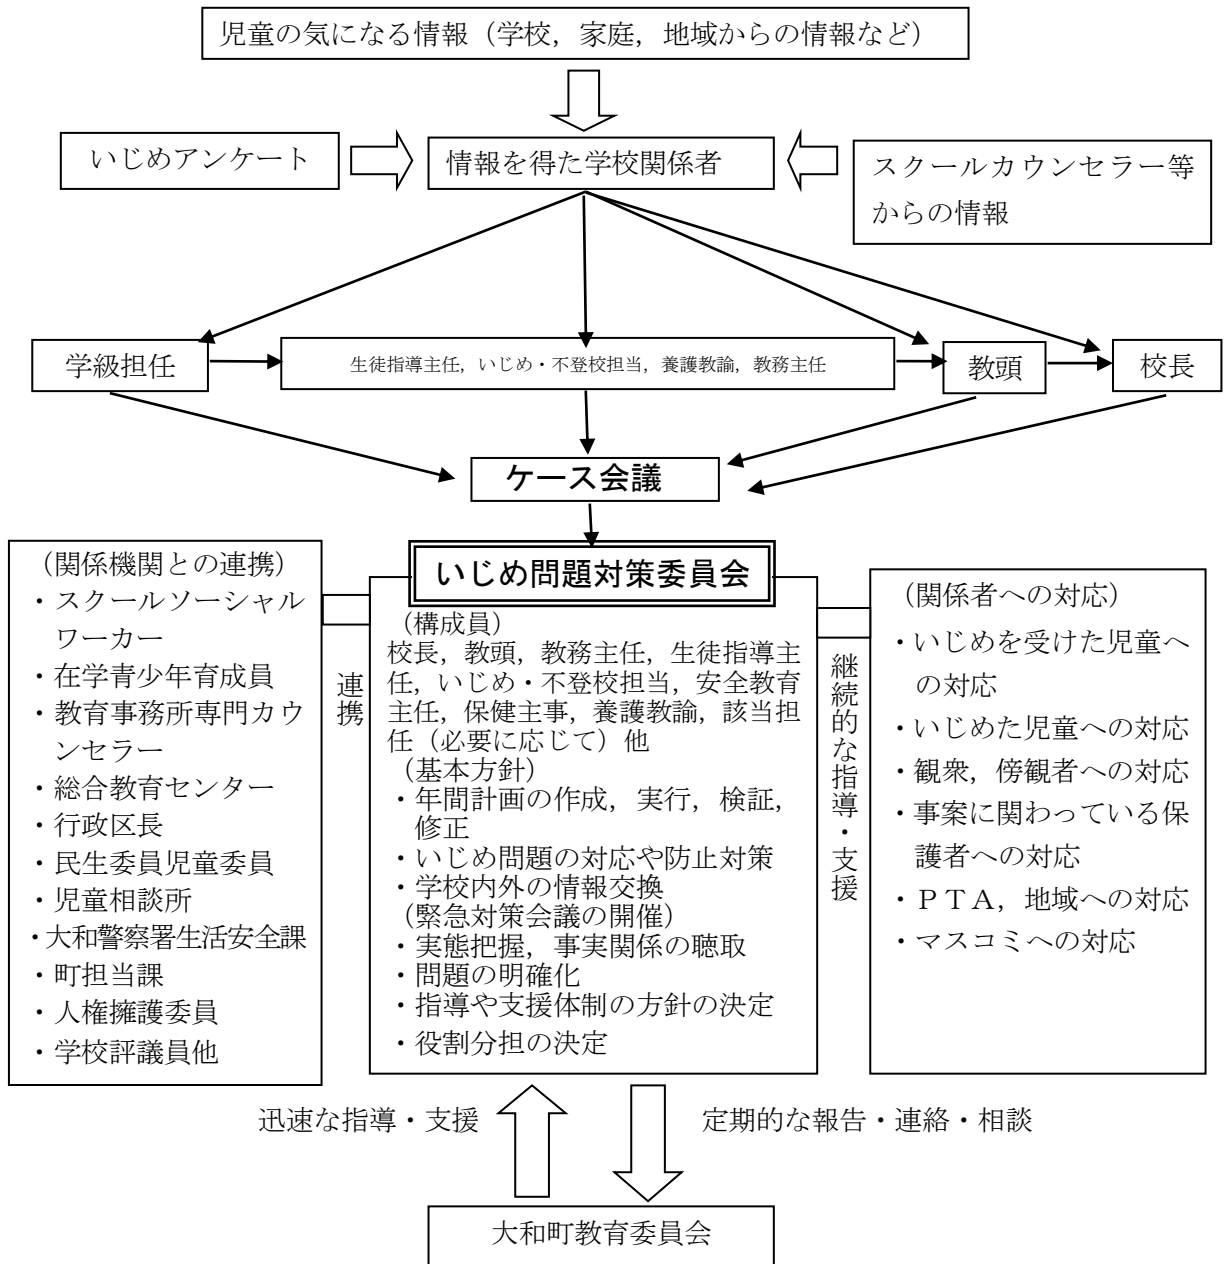 児童の気になる情報（学校，家庭，地域からの情報など）
いじめアンケート
情報を得た学校関係者
スクールカウンセラー等
からの情報
学級担任
生徒指導主任，いじめ・不登校担当，養護教諭，教務主任
教頭
校長
ケース会議
いじめ問題対策委員会
（関係機関との連携）
・スクールソーシャル
ワーカー
・在学青少年育成員
・教育事務所専門カウ
ンセラー
・総合教育センター
・行政区長
・民生委員児童委員
・児童相談所
・大和警察署生活安全課
・町担当課
・人権擁護委員
・学校評議員他
連携
（構成員）
校長，教頭，教務主任，生徒指導主
任，いじめ・不登校担当，安全教育
主任，保健主事，養護教諭，該当担
任（必要に応じて）他
（基本方針）
・年間計画の作成，実行，検証，
修正
・いじめ問題の対応や防止対策
・学校内外の情報交換
（緊急対策会議の開催）
・実態把握，事実関係の聴取
・問題の明確化
・指導や支援体制の方針の決定
・役割分担の決定
継続的な指導・支援
（関係者への対応）
・いじめを受けた児童へ
の対応
・いじめた児童への対応
・観衆，傍観者への対応
・事案に関わっている保
護者への対応
・ＰＴＡ，地域への対応
・マスコミへの対応
迅速な指導・支援
定期的な報告・連絡・相談
大和町教育委員会